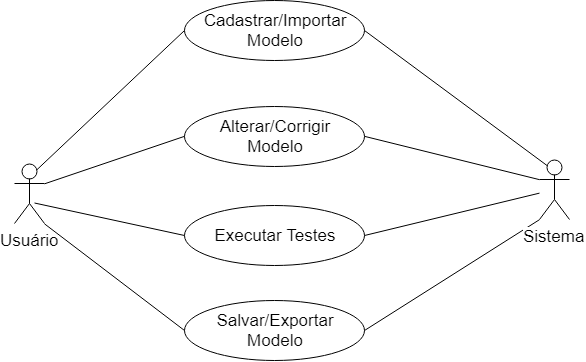 Cadastrar/Importar
Modelo
Alterar/Corrigir
Modelo
Usuário
Executar Testes
Sistema
Salvar/Exportar
Modelo